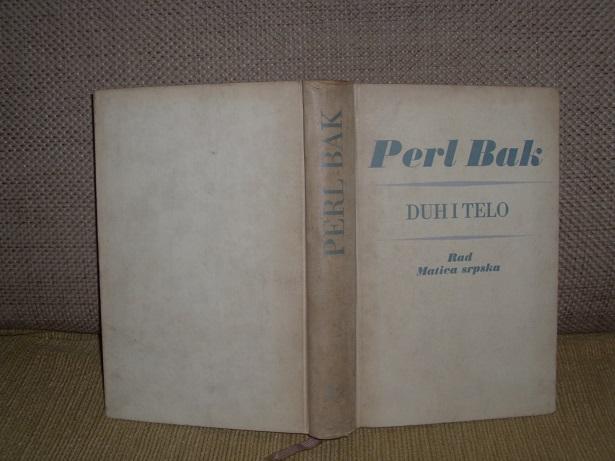 PERL BAK
Perl Bak
DUH I TELO
Rad
Matica srpska